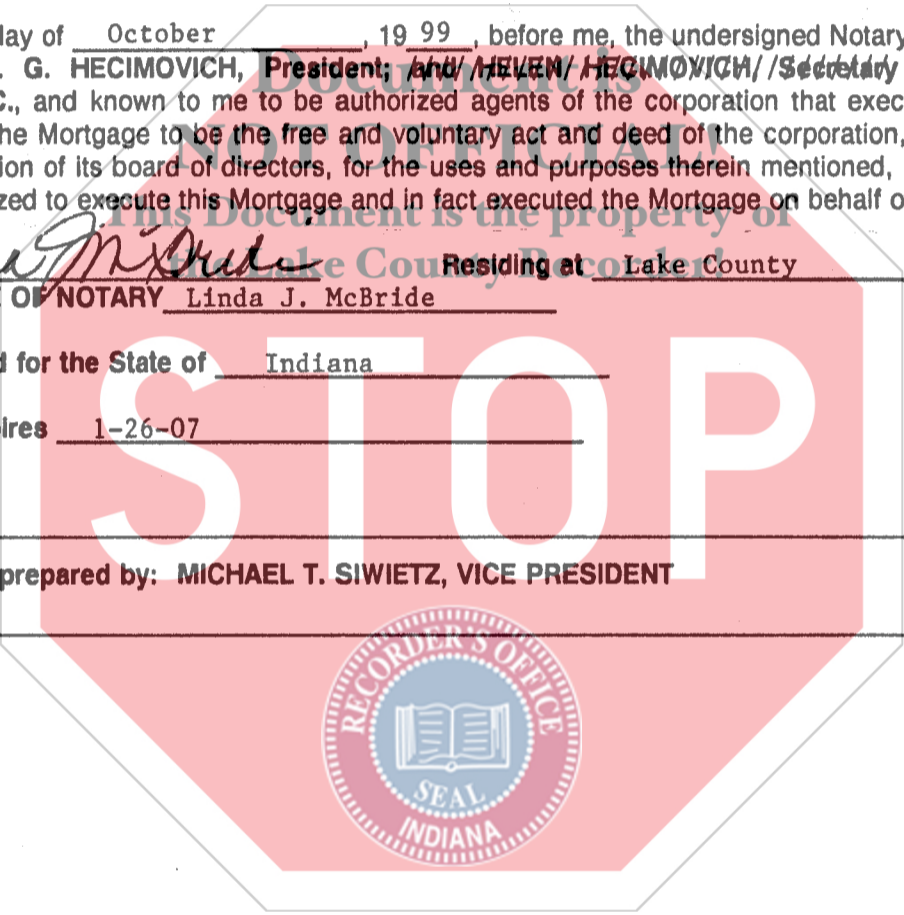 lay of October, 19 99, before me, the undersigned Notary
. G. HECIMOVICH, President; and HELEN HECIMOVICH, Secretary
C., and known to me to be authorized agents of the corporation that exec
he Mortgage to be the free and voluntary act and deed of the corporation,
ion of its board of directors, for the uses and purposes therein mentioned,
zed to execute this Mortgage and in fact executed the Mortgage on behalf o
Document is
NOT OFFICIAL!
This Document is the property of
the Lake County Recorder!
Residing at Lake County
OF NOTARY Linda J. McBride
d for the State of Indiana
ires 1-26-07
STOP
prepared by: MICHAEL T. SIWIETZ, VICE PRESIDENT
RECORDER'S OFFICE
SEAL
INDIANA